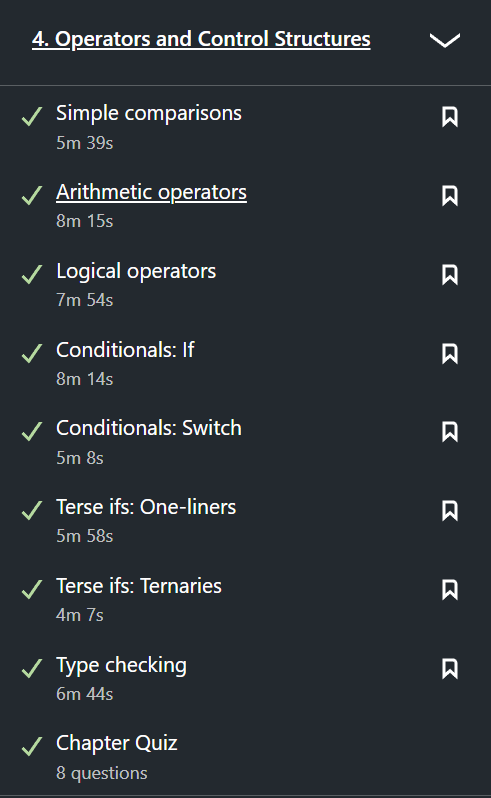 4. Operators and Control Structures
Simple comparisons
5m 39s
Arithmetic operators
8m 15s
Logical operators
7m 54s
Conditionals: If
8m 14s
Conditionals: Switch
5m 8s
Terse ifs: One-liners
5m 58s
Terse ifs: Ternaries
4m 7s
Type checking
6m 44s
Chapter Quiz
8 questions